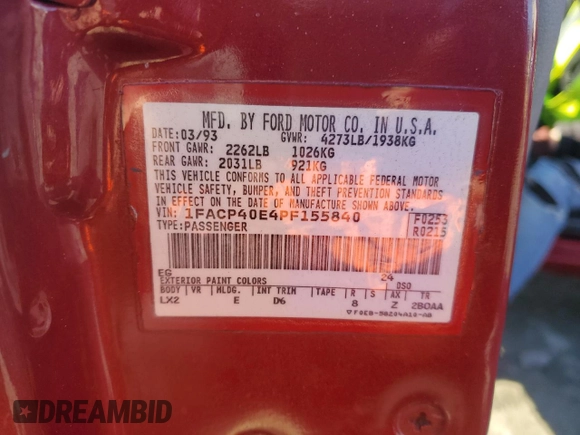 MFD. BY FORD MOTOR CO. IN U.S.A.
DATE: 03/93 GVWR: 4273LB/1938KG
FRONT GAWR: 2262LB 1026KG
REAR GAWR: 2031LB 921KG
THIS VEHICLE CONFORMS TO ALL APPLICABLE FEDERAL MOTOR
VEHICLE SAFETY, BUMPER, AND THEFT PREVENTION STANDARDS
IN EFFECT ON THE DATE OF MANUFACTURE SHOWN ABOVE
VIN: 1FACP40E4PF155840 F0253
TYPE: PASSENGER R0215
EG 24
EXTERIOR PAINT COLORS DSO
BODY VR MLDG. INT TRIM TAPE R S AX TR
LX2 E D6 8 Z 2BOAA
DREAMBID